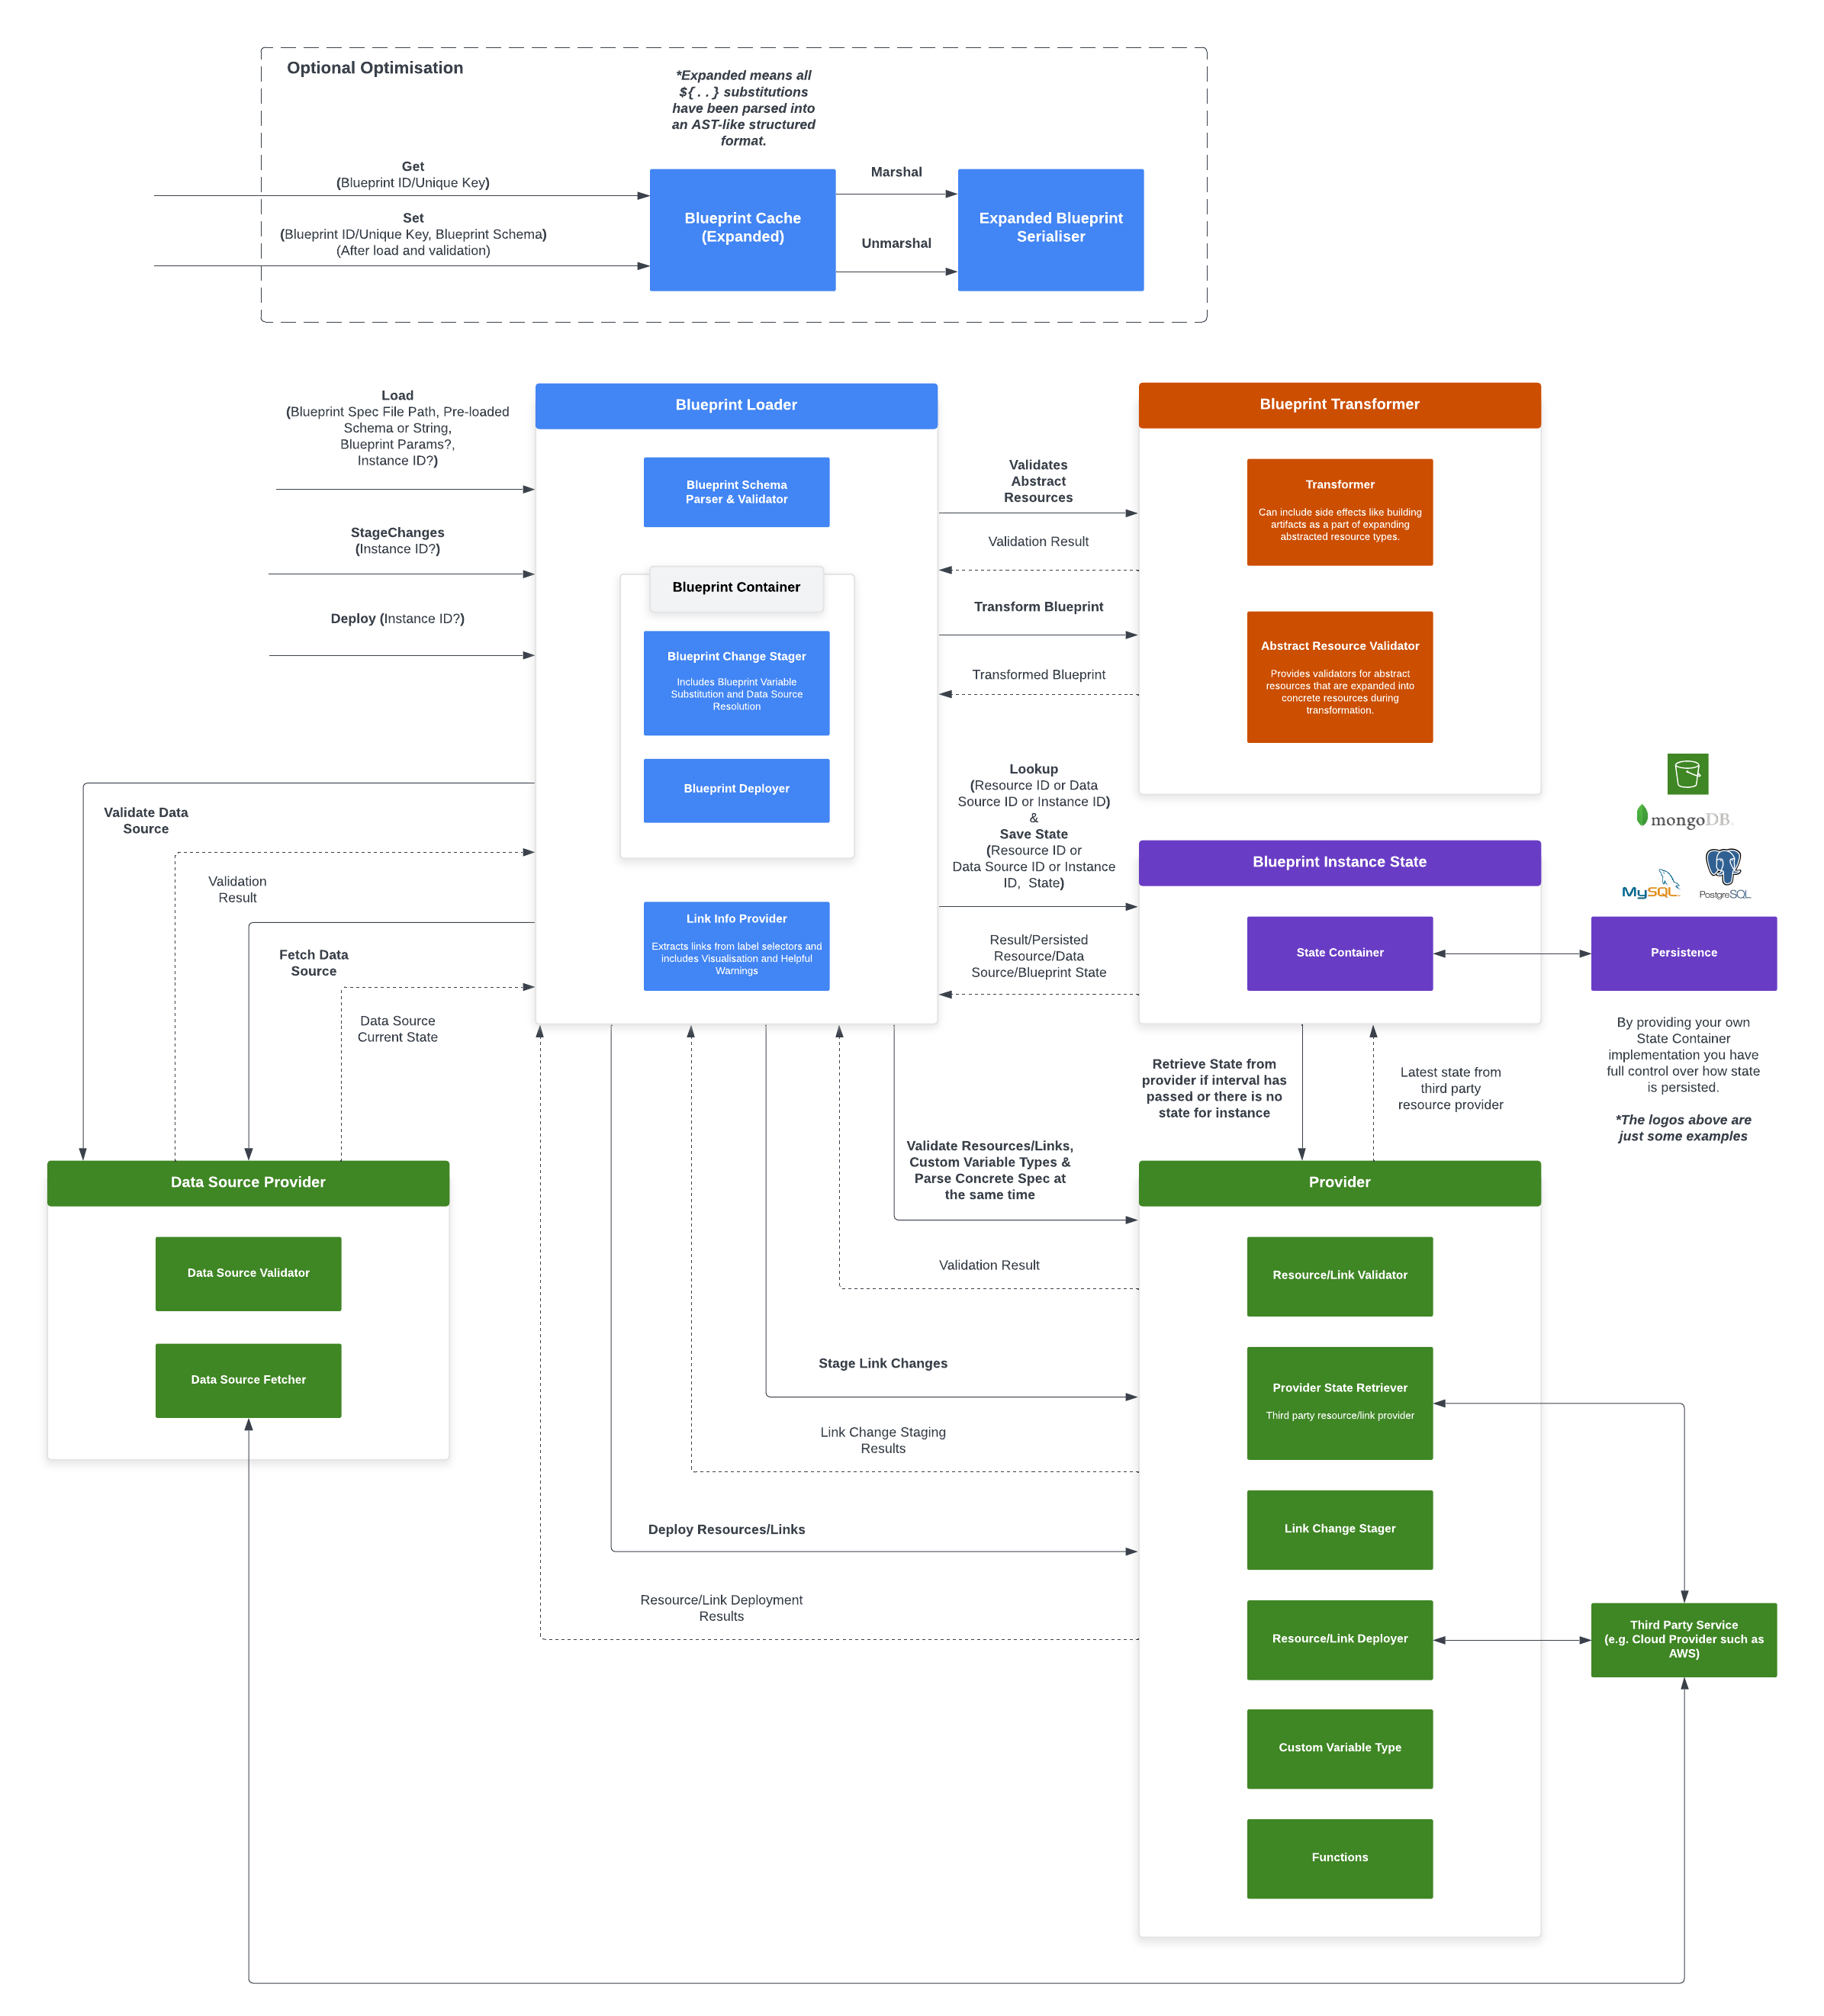 Optional Optimisation
*Expanded means all
${..} substitutions
have been parsed into
an AST-like structured
format.
Get
(Blueprint ID/Unique Key)
Set
(Blueprint ID/Unique Key, Blueprint Schema)
(After load and validation)
Blueprint Cache
(Expanded)
Marshal
Unmarshal
Expanded Blueprint
Serialiser
Load
(Blueprint Spec File Path, Pre-loaded
Schema or String,
Blueprint Params?,
Instance ID?)
StageChanges
(Instance ID?)
Deploy (Instance ID?)
Blueprint Loader
Blueprint Schema
Parser & Validator
Blueprint Container
Blueprint Change Stager
Includes Blueprint Variable
Substitution and Data Source
Resolution
Blueprint Deployer
Link Info Provider
Extracts links from label selectors and
includes Visualisation and Helpful
Warnings
Validates
Abstract
Resources
Validation Result
Transform Blueprint
Transformed Blueprint
Blueprint Transformer
Transformer
Can include side effects like building
artifacts as a part of expanding
abstracted resource types.
Abstract Resource Validator
Provides validators for abstract
resources that are expanded into
concrete resources during
transformation.
Lookup
(Resource ID or Data
Source ID or Instance ID)
&
Save State
(Resource ID or
Data Source ID or Instance
ID, State)
Result/Persisted
Resource/Data
Source/Blueprint State
Blueprint Instance State
State Container
mongoDB
MySQL
PostgreSQL
Persistence
By providing your own
State Container
implementation you have
full control over how state
is persisted.
*The logos above are
just some examples
Validate Data
Source
Validation
Result
Fetch Data
Source
Data Source
Current State
Retrieve State from
provider if interval has
passed or there is no
state for instance
Latest state from
third party
resource provider
Validate Resources/Links,
Custom Variable Types &
Parse Concrete Spec at
the same time
Validation Result
Stage Link Changes
Link Change Staging
Results
Deploy Resources/Links
Resource/Link Deployment
Results
Data Source Provider
Data Source Validator
Data Source Fetcher
Provider
Resource/Link Validator
Provider State Retriever
Third party resource/link provider
Link Change Stager
Resource/Link Deployer
Custom Variable Type
Functions
Third Party Service
(e.g. Cloud Provider such as
AWS)